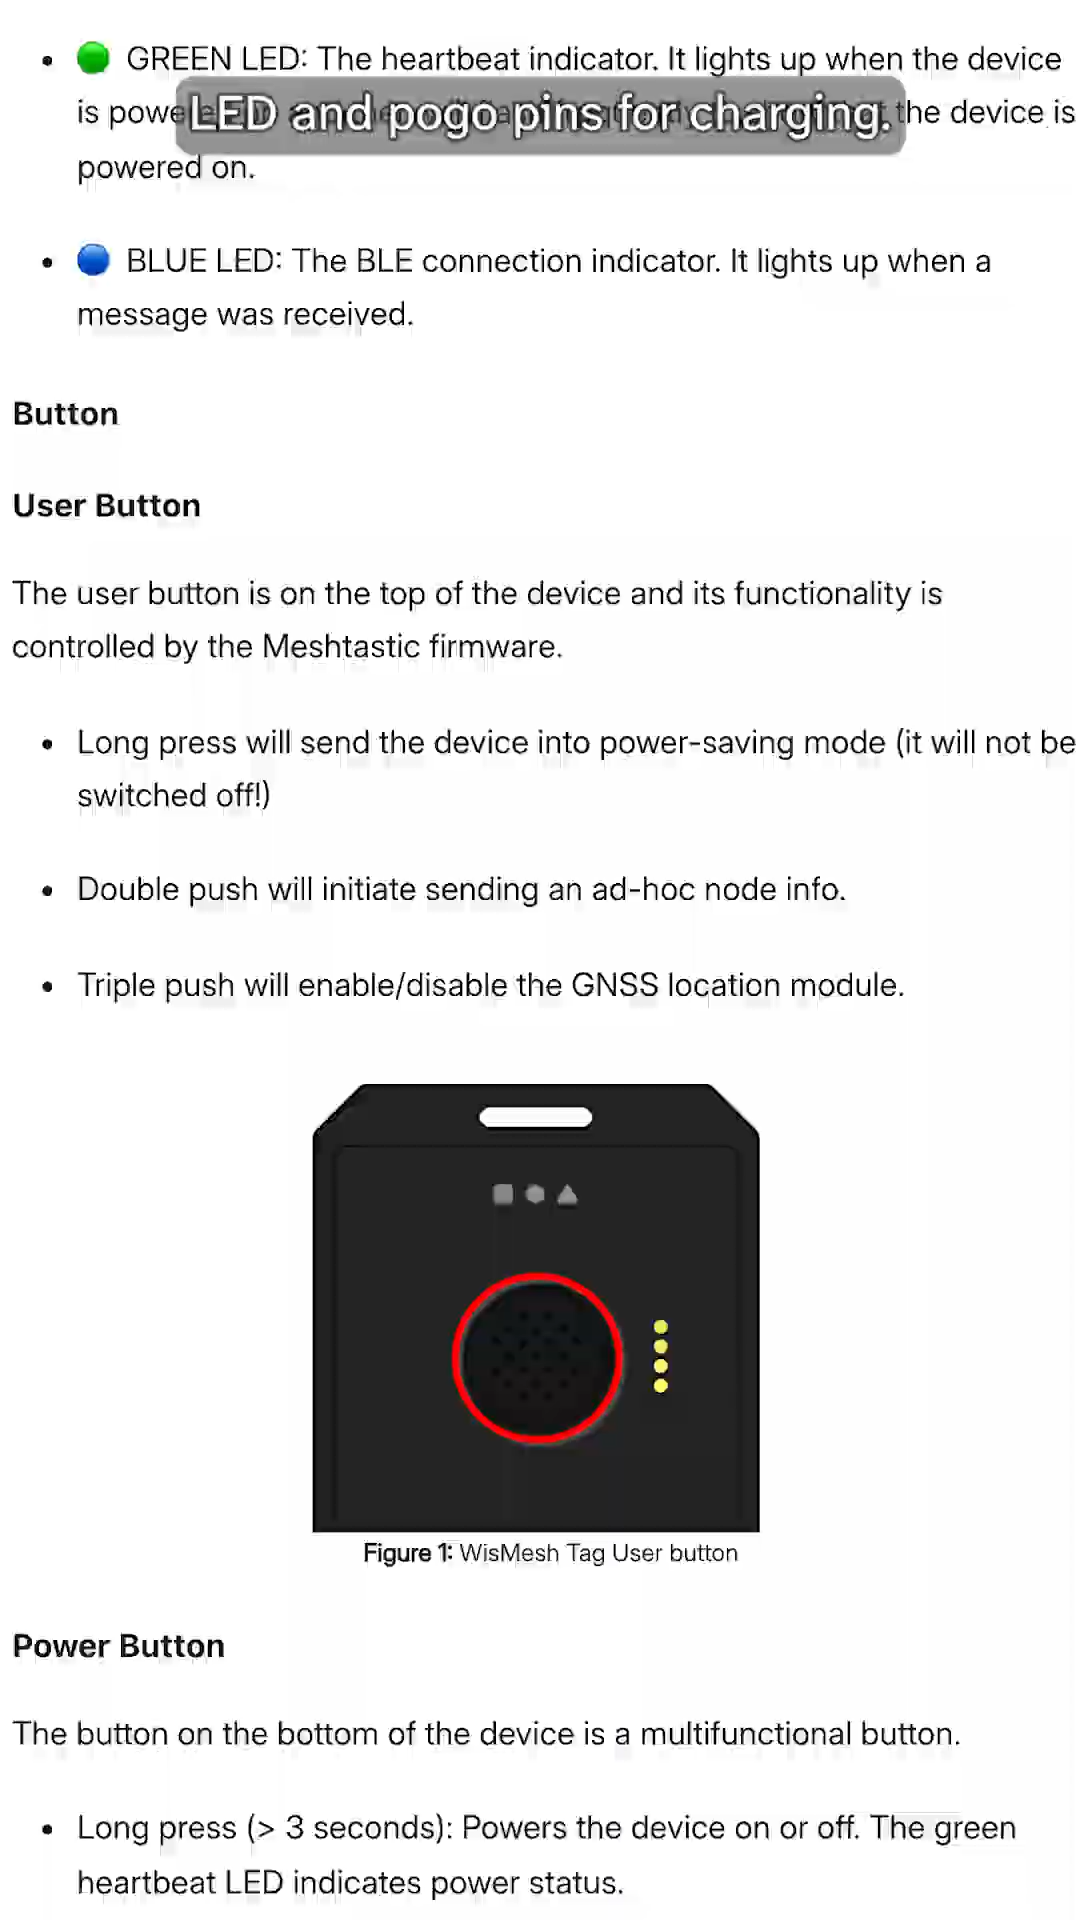 GREEN LED: The heartbeat indicator. It lights up when the device
is powe
LED and pogo pins for charging.
the device is
powered on.
BLUE LED: The BLE connection indicator. It lights up when a
message was received.
Button
User Button
The user button is on the top of the device and its functionality is
controlled by the Meshtastic firmware.
Long press will send the device into power-saving mode (it will not be
switched off!)
Double push will initiate sending an ad-hoc node info.
Triple push will enable/disable the GNSS location module.
Figure 1: WisMesh Tag User button
Power Button
The button on the bottom of the device is a multifunctional button.
Long press (> 3 seconds): Powers the device on or off. The green
heartbeat LED indicates power status.